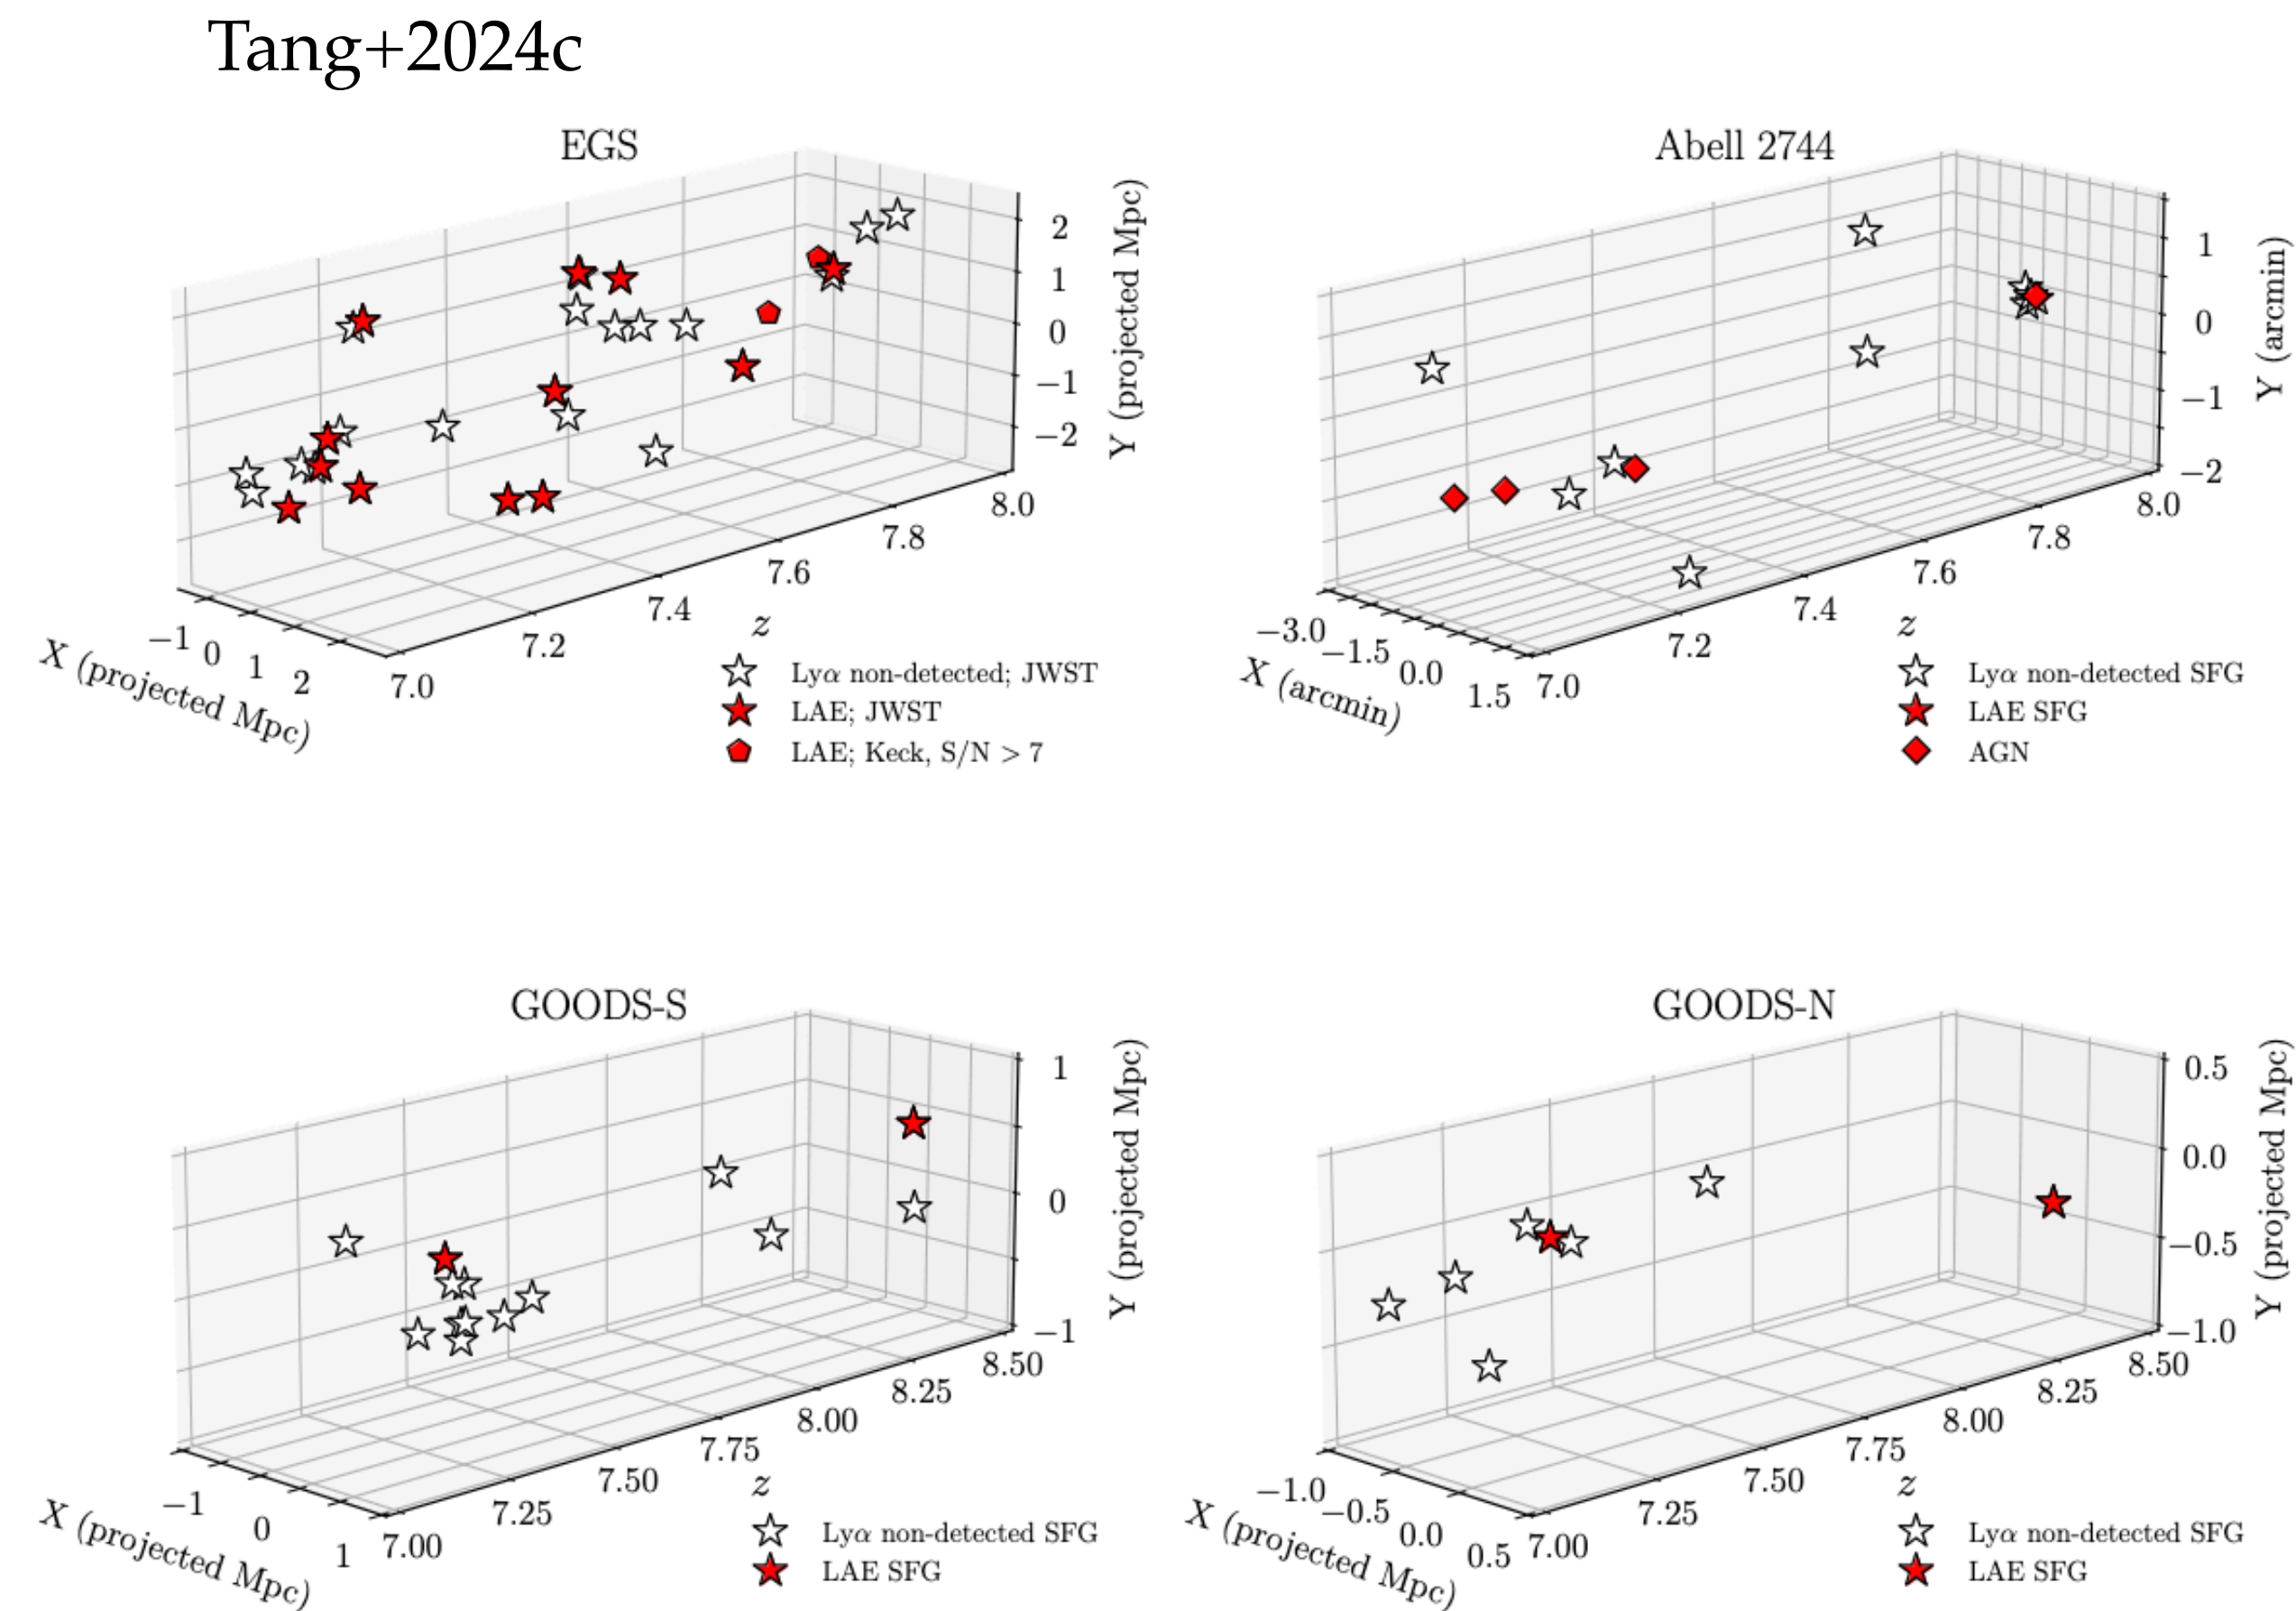 Tang+2024c
EGS
2
1
0
−1
−2
Y (projected Mpc)
8.0
7.8
7.6
7.4
7.2
7.0
z
−1
0
1
2
X (projected Mpc)
Lyα non-detected; JWST
LAE; JWST
LAE; Keck, S/N > 7
Abell 2744
1
0
−1
−2
Y (arcmin)
8.0
7.8
7.6
7.4
7.2
7.0
z
−3.0
−1.5
0.0
1.5
X (arcmin)
Lyα non-detected SFG
LAE SFG
AGN
GOODS-S
1
0
−1
Y (projected Mpc)
8.50
8.25
8.00
7.75
7.50
7.25
7.00
z
−1
0
1
X (projected Mpc)
Lyα non-detected SFG
LAE SFG
GOODS-N
0.5
0.0
−0.5
−1.0
Y (projected Mpc)
8.50
8.25
8.00
7.75
7.50
7.25
7.00
z
−1.0
−0.5
0.0
0.5
X (projected Mpc)
Lyα non-detected SFG
LAE SFG